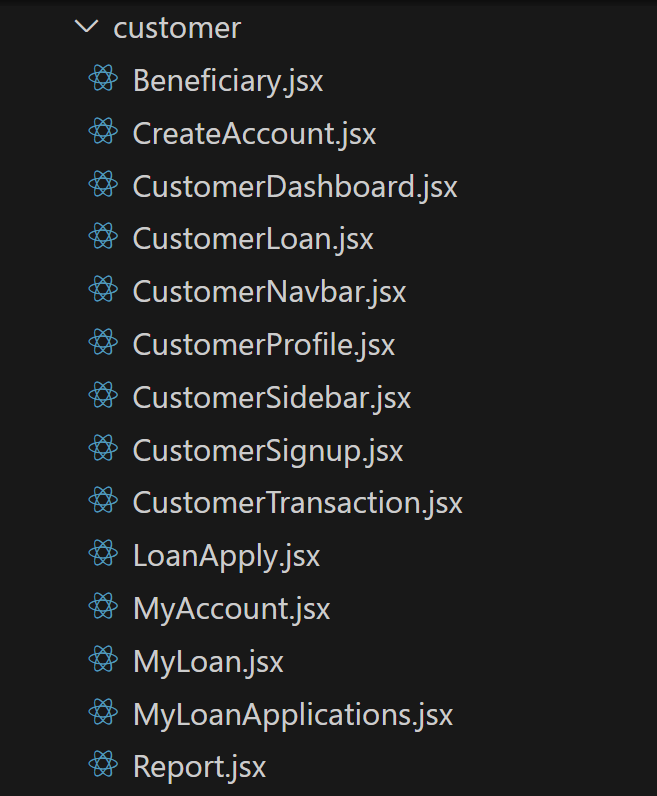 customer
Beneficiary.jsx
CreateAccount.jsx
CustomerDashboard.jsx
CustomerLoan.jsx
CustomerNavbar.jsx
CustomerProfile.jsx
CustomerSidebar.jsx
CustomerSignup.jsx
CustomerTransaction.jsx
LoanApply.jsx
MyAccount.jsx
MyLoan.jsx
MyLoanApplications.jsx
Report.jsx